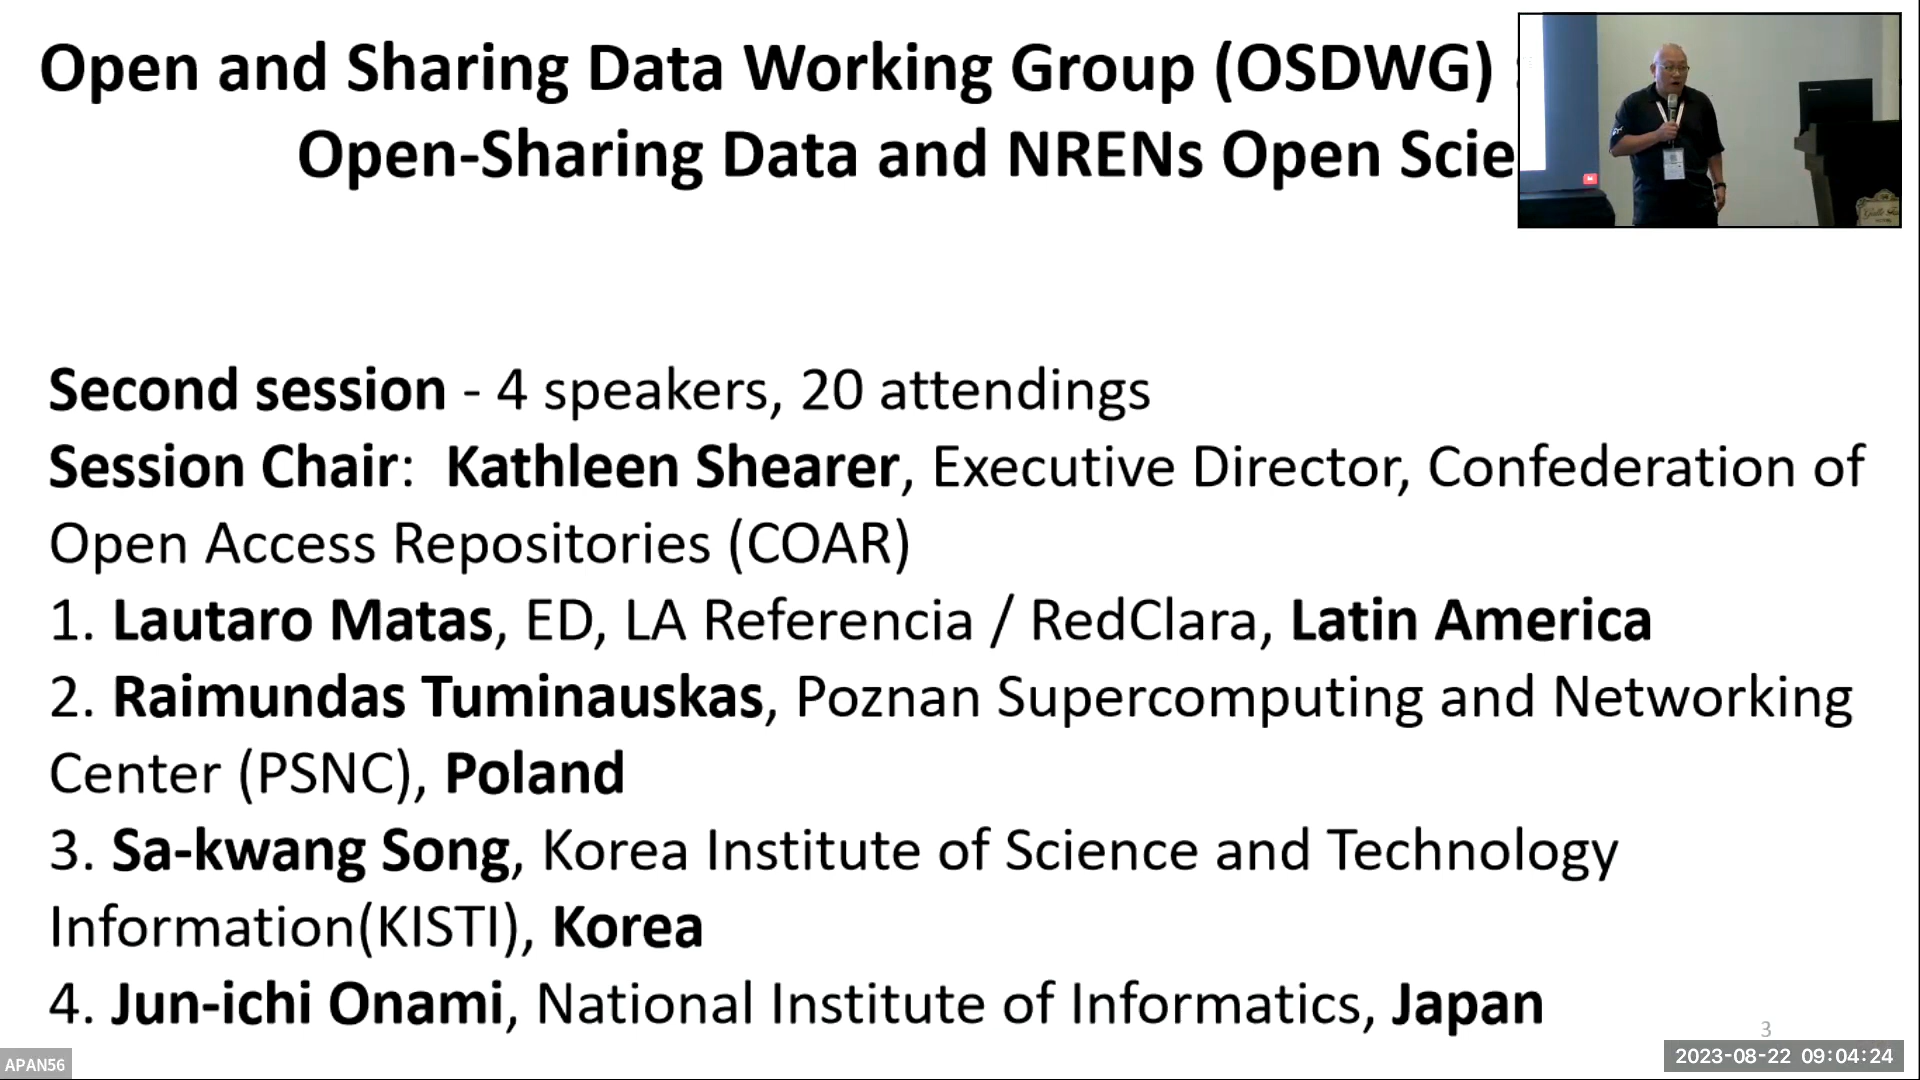 Open and Sharing Data Working Group (OSDWG)
Open-Sharing Data and NRENs Open Scie
Second session - 4 speakers, 20 attendings
Session Chair:  Kathleen Shearer, Executive Director, Confederation of
Open Access Repositories (COAR)
1. Lautaro Matas, ED, LA Referencia / RedClara, Latin America
2. Raimundas Tuminauskas, Poznan Supercomputing and Networking
Center (PSNC), Poland
3. Sa-kwang Song, Korea Institute of Science and Technology
Information(KISTI), Korea
4. Jun-ichi Onami, National Institute of Informatics, Japan
3
APAN56
2023-08-22 09:04:24